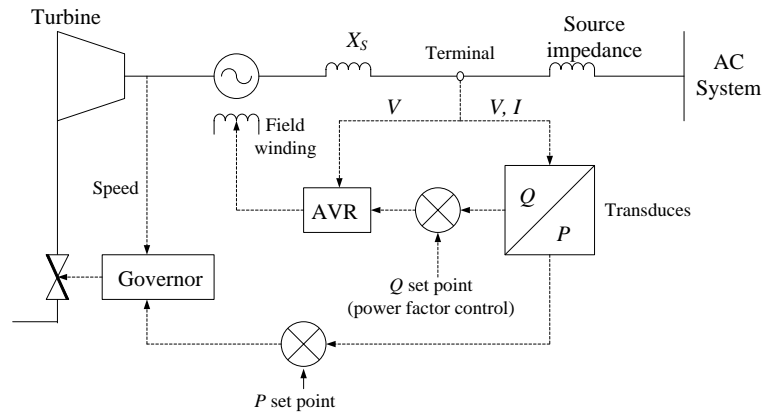 Turbine
X_S
Terminal
Source
impedance
AC
System
V
V, I
Field
winding
Speed
AVR
Q
P
Transduces
Governor
Q set point
(power factor control)
P set point